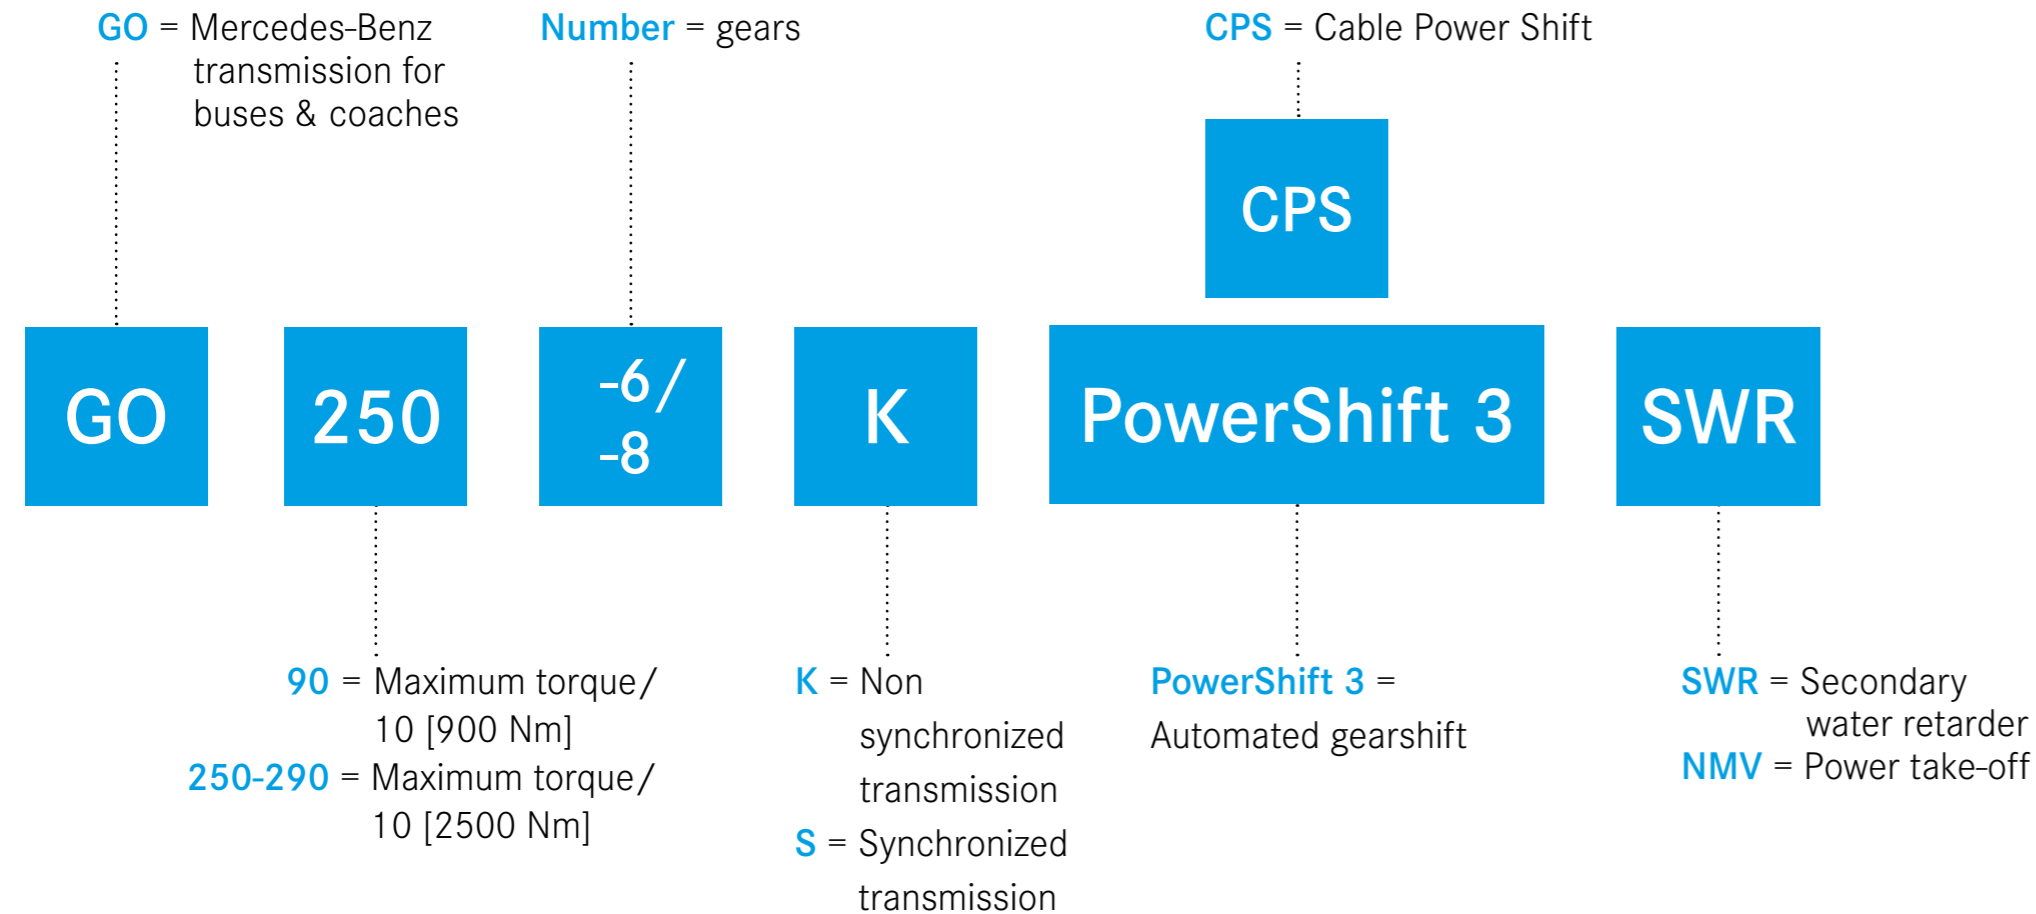 GO = Mercedes-Benz
transmission for
buses & coaches
Number = gears
CPS = Cable Power Shift
CPS
GO
250
-6/
-8
K
PowerShift 3
SWR
90 = Maximum torque/
10 [900 Nm]
250-290 = Maximum torque/
10 [2500 Nm]
K = Non
synchronized
transmission
S = Synchronized
transmission
PowerShift 3 =
Automated gearshift
SWR = Secondary
water retarder
NMV = Power take-off